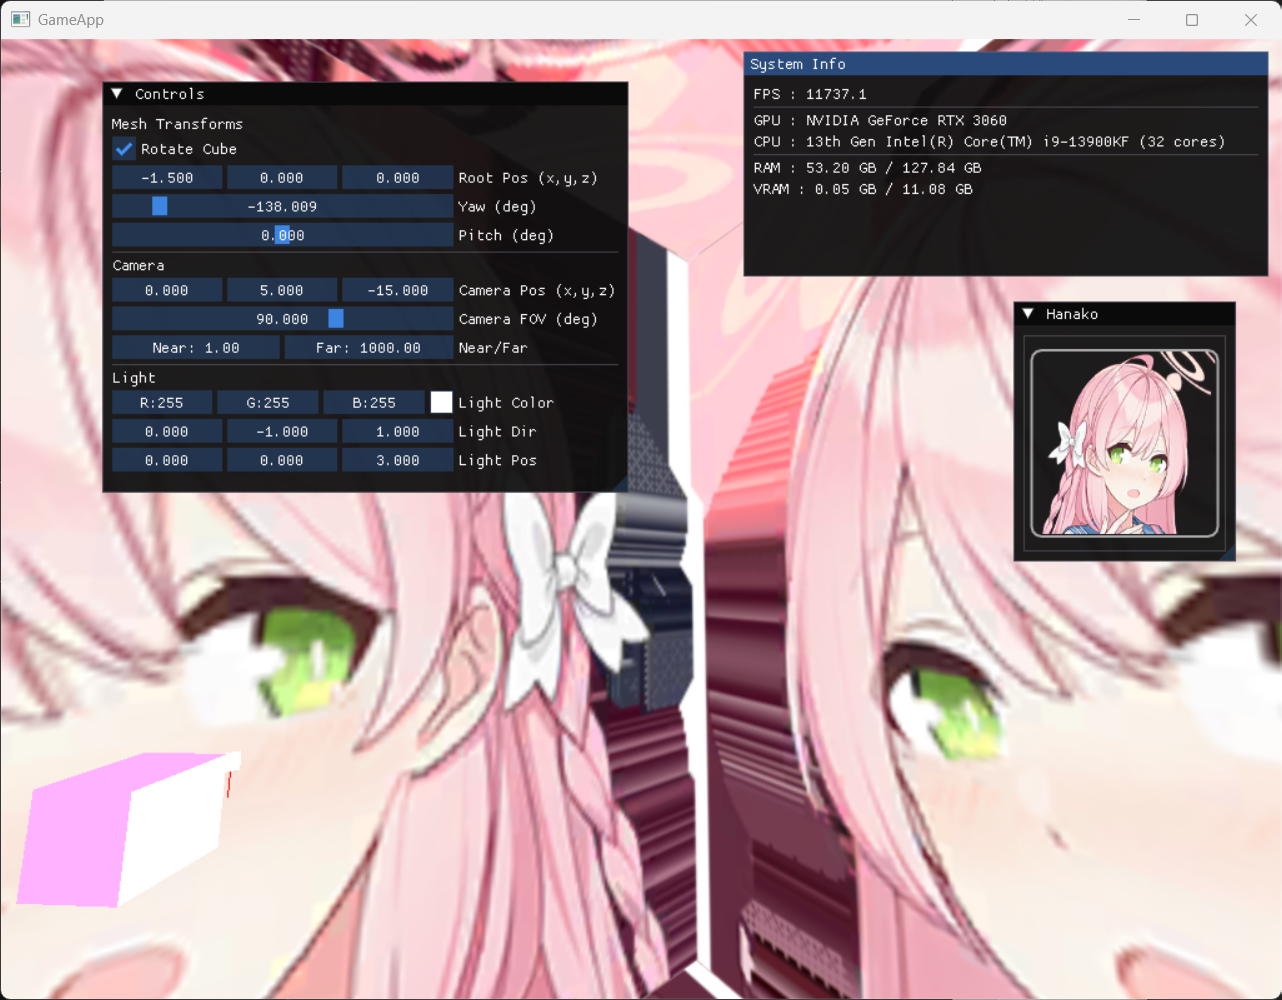 GameApp
Controls
Mesh Transforms
Rotate Cube
-1.500 0.000 0.000 Root Pos (x,y,z)
-138.009 Yaw (deg)
0.000 Pitch (deg)
Camera
0.000 5.000 -15.000 Camera Pos (x,y,z)
90.000 Camera FOV (deg)
Near: 1.00 Far: 1000.00 Near/Far
Light
R:255 G:255 B:255 Light Color
0.000 -1.000 1.000 Light Dir
0.000 0.000 3.000 Light Pos
System Info
FPS : 11737.1
GPU : NVIDIA GeForce RTX 3060
CPU : 13th Gen Intel(R) Core(TM) i9-13900KF (32 cores)
RAM : 53.20 GB / 127.84 GB
VRAM : 0.05 GB / 11.08 GB
Hanako